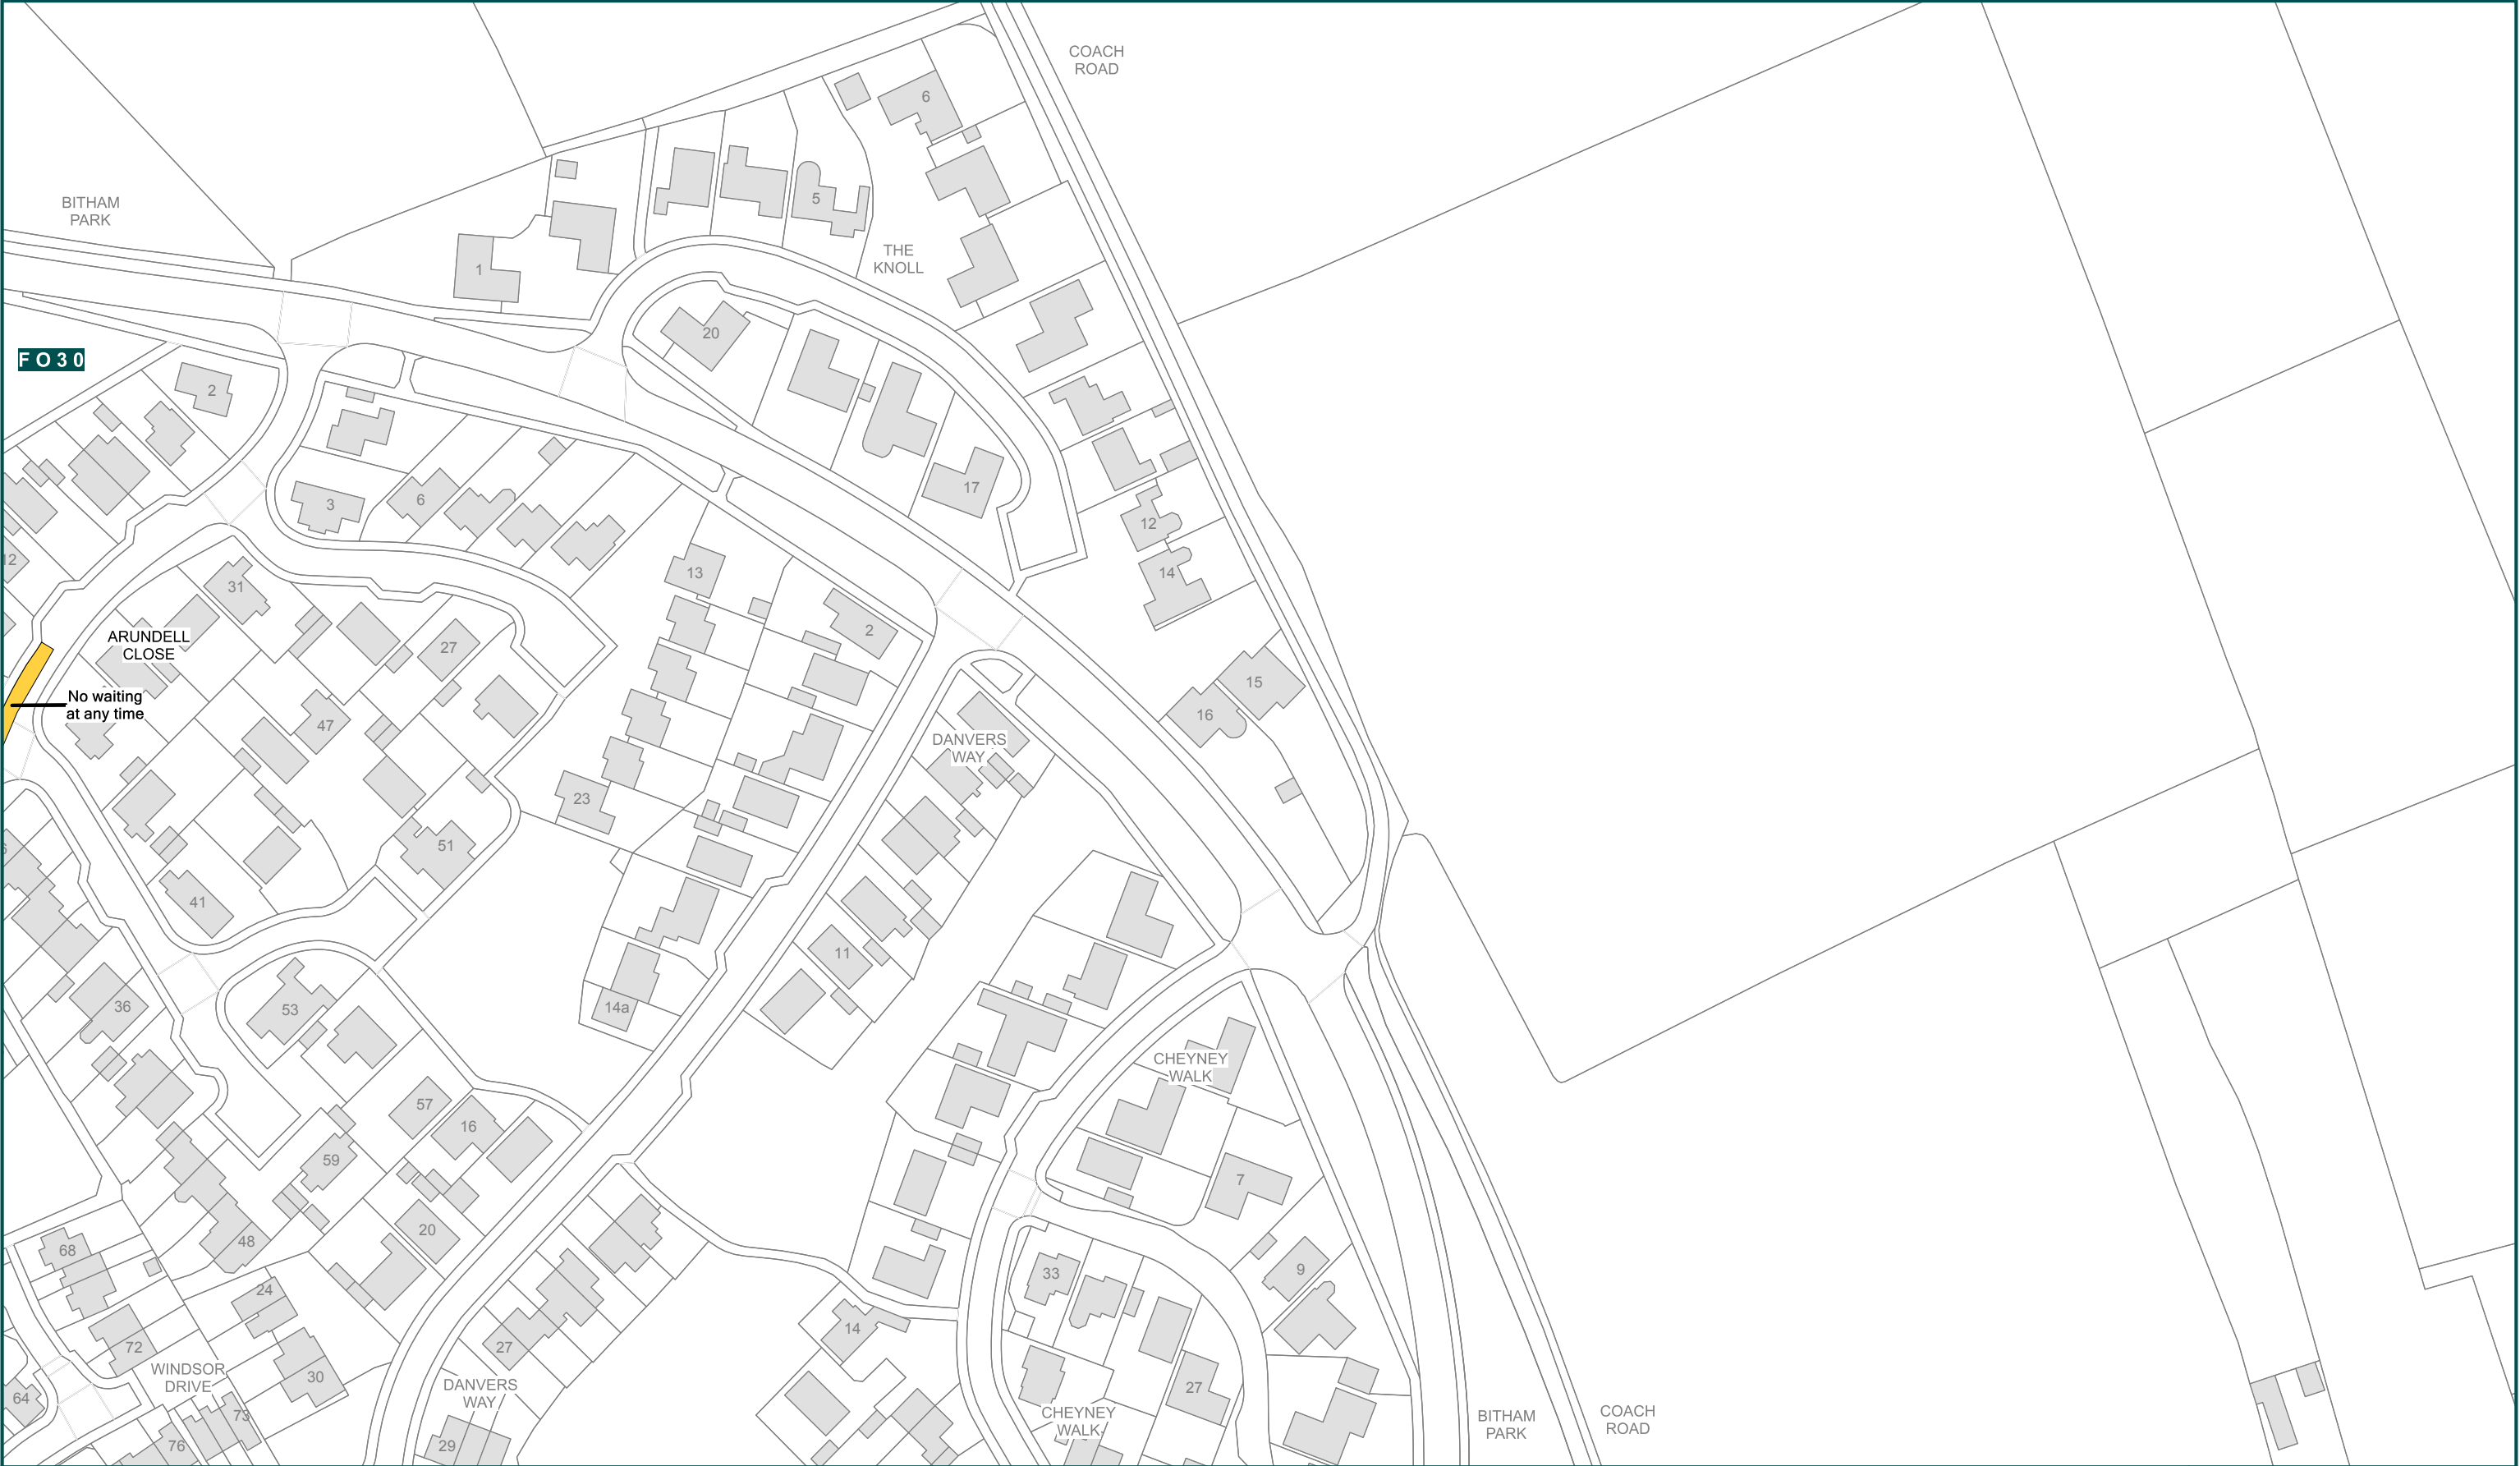 COACH
ROAD
6
BITHAM
PARK
5
THE
KNOLL
1
20
FO30
2
17
3
6
12
12
13
14
31
2
ARUNDELL
CLOSE
27
15
No waiting
at any time
16
47
DANVERS
WAY
23
51
41
11
36
53
14a
CHEYNEY
WALK
57
16
59
7
20
48
68
33
9
24
14
72
WINDSOR
DRIVE
30
27
64
DANVERS
WAY
27
73
CHEYNEY
WALK
BITHAM
PARK
COACH
ROAD
76
29